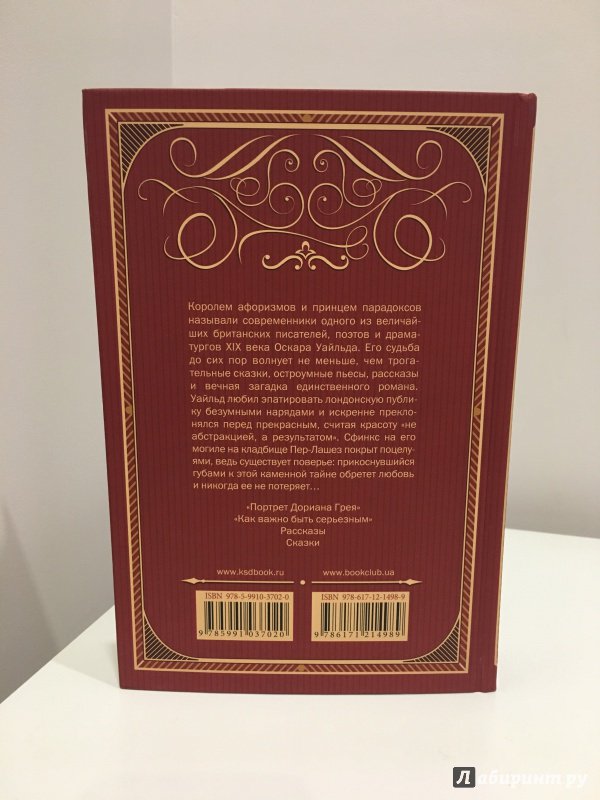 Королем афоризмов и принцем парадоксов
называли современники одного из величай-
ших британских писателей, поэтов и драма-
тургов XIX века Оскара Уайльда. Его судьба
до сих пор волнует не меньше, чем трога-
тельные сказки, остроумные пьесы, рассказы
и вечная загадка единственного романа.
Уайльд любил эпатировать лондонскую публи-
ку безумными нарядами и искренне прекло-
нялся перед прекрасным, считая красоту «не
абстракцией, а результатом». Сфинкс на его
могиле на кладбище Пер-Лашез покрыт поцелу-
ями, ведь существует поверье: прикоснувшийся
губами к этой каменной тайне обретет любовь
и никогда ее не потеряет...
«Портрет Дориана Грея»
«Как важно быть серьезным»
Рассказы
Сказки
www.ksdbook.ru www.bookclub.ua
ISBN 978-5-9910-3702-0 ISBN 978-617-12-1498-9
9 785991 037020 9 786171 214989
Лабиринт.ру